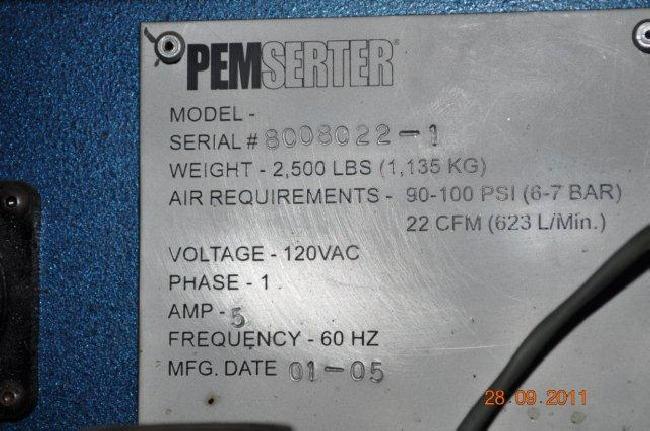 PEMSERTER®
MODEL -
SERIAL # 8008022-1
WEIGHT - 2,500 LBS (1,135 KG)
AIR REQUIREMENTS - 90-100 PSI (6-7 BAR)
22 CFM (623 L/Min.)
VOLTAGE - 120VAC
PHASE - 1
AMP - 5
FREQUENCY - 60 HZ
MFG. DATE 01-05
28.09.2011